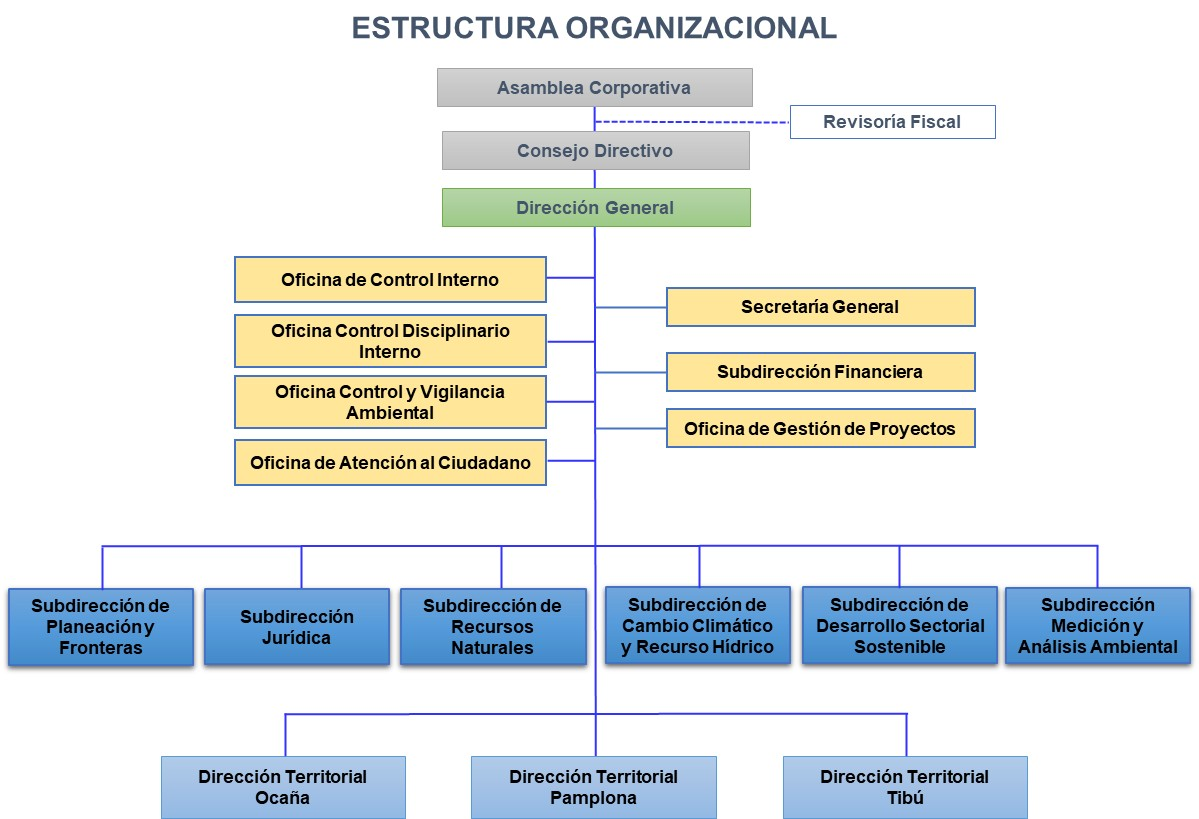 ESTRUCTURA ORGANIZACIONAL
Asamblea Corporativa
Revisoría Fiscal
Consejo Directivo
Dirección General
Oficina de Control Interno
Secretaría General
Oficina Control Disciplinario
Interno
Subdirección Financiera
Oficina Control y Vigilancia
Ambiental
Oficina de Gestión de Proyectos
Oficina de Atención al Ciudadano
Subdirección de
Planeación y
Fronteras
Subdirección
Jurídica
Subdirección de
Recursos
Naturales
Subdirección de
Cambio Climático
y Recurso Hídrico
Subdirección de
Desarrollo Sectorial
Sostenible
Subdirección
Medición y
Análisis Ambiental
Dirección Territorial
Ocaña
Dirección Territorial
Pamplona
Dirección Territorial
Tibú